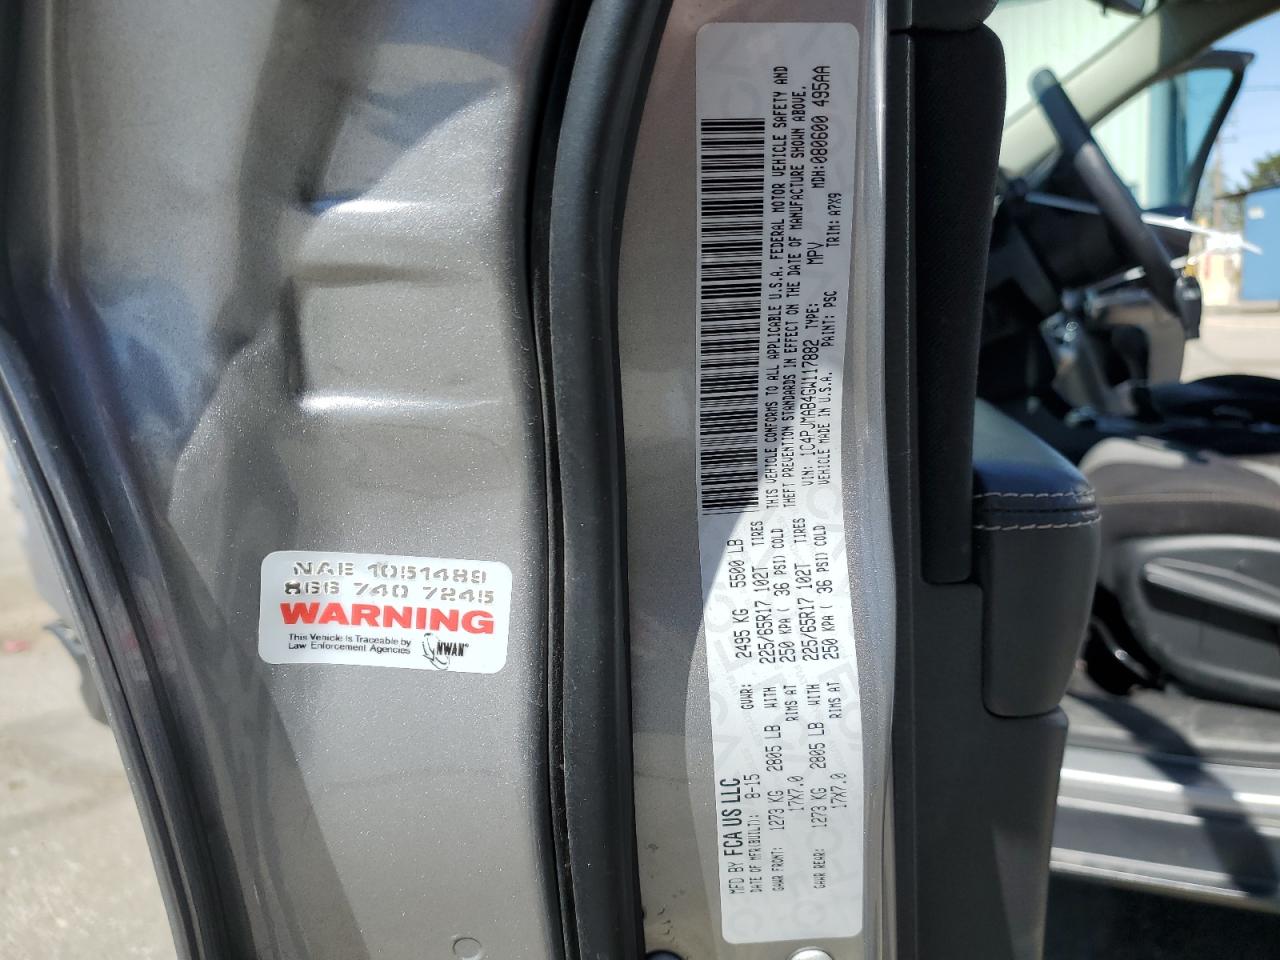 NAE 1051489
866 740 7245
WARNING
This Vehicle is Traceable by
Law Enforcement Agencies
NWAN®
MFD BY FCA US LLC
DATE OF MFR(BUILT): 8-15 GVWR: 2495 KG 5500 LB
GAWR FRONT: 1273 KG 2805 LB WITH 225/65R17 102T TIRES
17X7.0 RIMS AT 250 KPA ( 36 PSI) COLD
GAWR REAR: 1273 KG 2805 LB WITH 225/65R17 102T TIRES
17X7.0 RIMS AT 250 KPA ( 36 PSI) COLD
THIS VEHICLE CONFORMS TO ALL APPLICABLE U.S.A. FEDERAL MOTOR VEHICLE SAFETY AND
THEFT PREVENTION STANDARDS IN EFFECT ON THE DATE OF MANUFACTURE SHOWN ABOVE.
VIN: 1C4PJMAB4GW117882 TYPE: MPV MDH:080600 495AA
VEHICLE MADE IN U.S.A. PAINT: PSC TRIM: A7X9